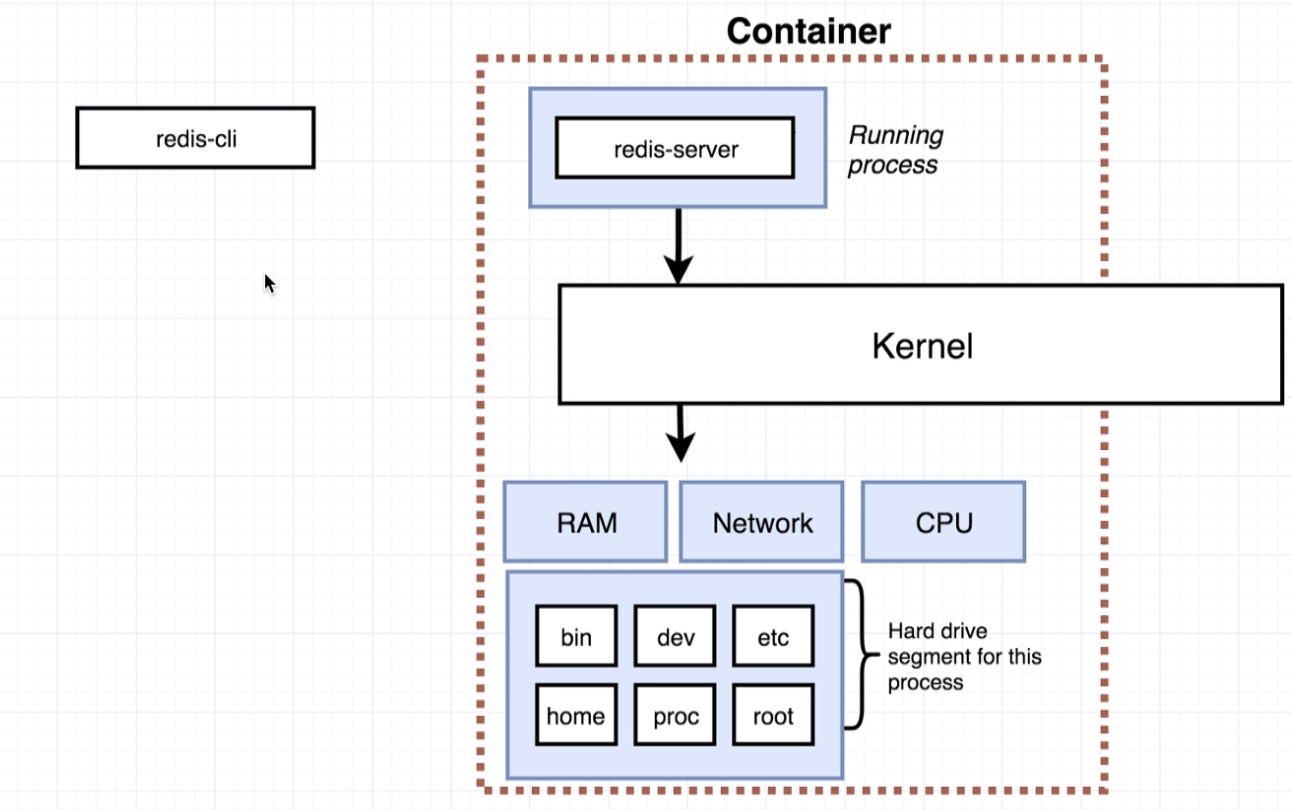 Container
redis-cli
redis-server
Running
process
Kernel
RAM
Network
CPU
bin
dev
etc
home
proc
root
Hard drive
segment for this
process